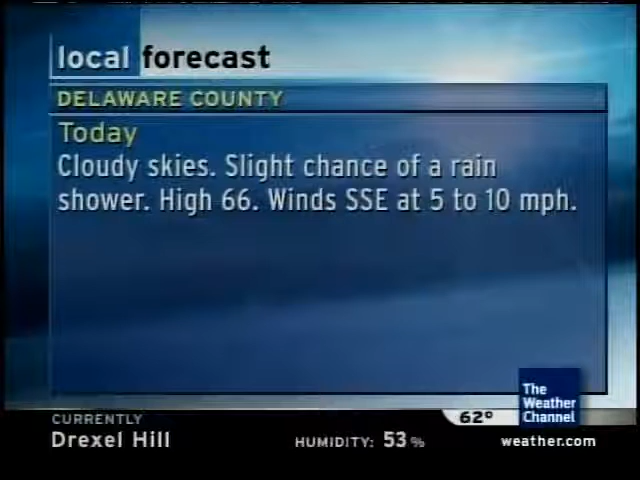 local forecast
DELAWARE COUNTY
Today
Cloudy skies. Slight chance of a rain
shower. High 66. Winds SSE at 5 to 10 mph.
The
Weather
Channel
CURRENTLY
62°
Drexel Hill
HUMIDITY: 53%
weather.com